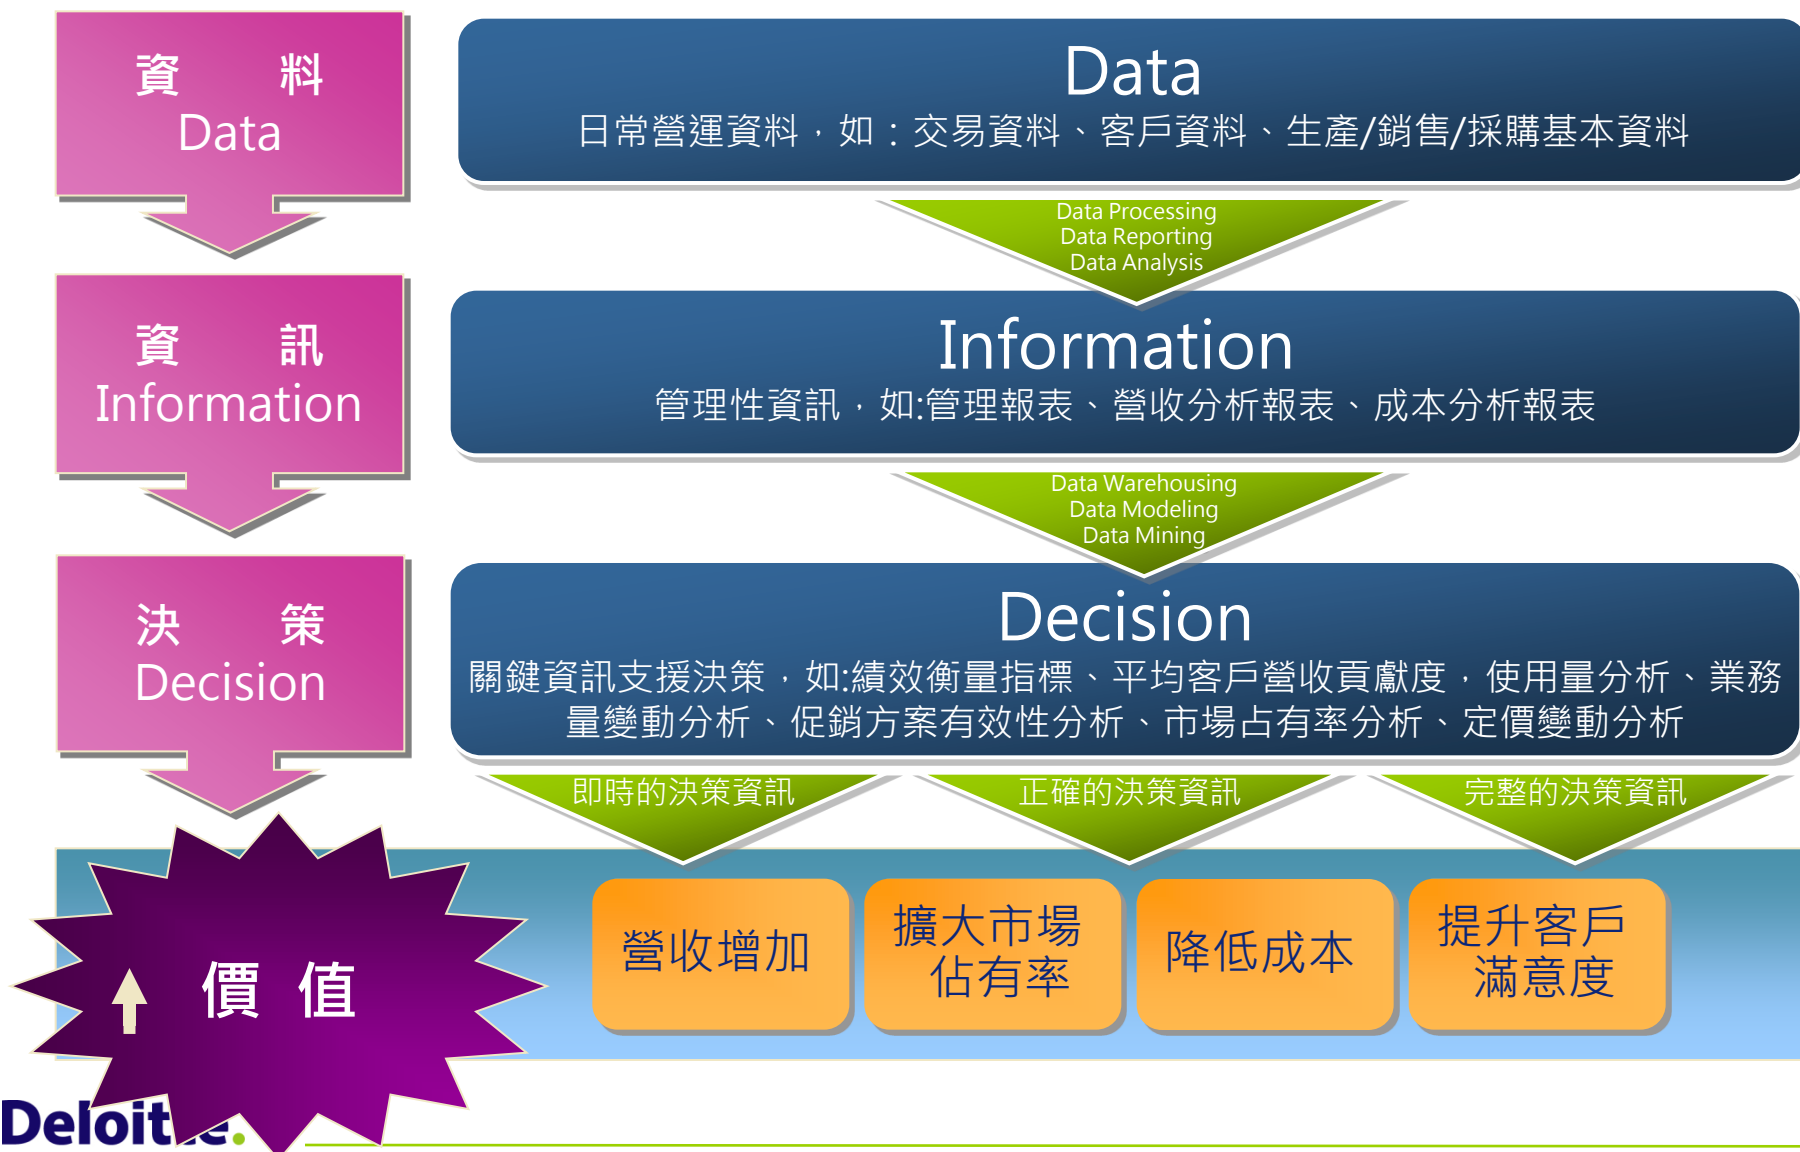 資 料
Data
Data
日常營運資料，如：交易資料、客戶資料、生產/銷售/採購基本資料
Data Processing
Data Reporting
Data Analysis
資 訊
Information
Information
管理性資訊，如:管理報表、營收分析報表、成本分析報表
Data Warehousing
Data Modeling
Data Mining
決 策
Decision
Decision
關鍵資訊支援決策，如:績效衡量指標、平均客戶營收貢獻度，使用量分析、業務
量變動分析、促銷方案有效性分析、市場占有率分析、定價變動分析
即時的決策資訊
正確的決策資訊
完整的決策資訊
價 值
營收增加
擴大市場
佔有率
降低成本
提升客戶
滿意度